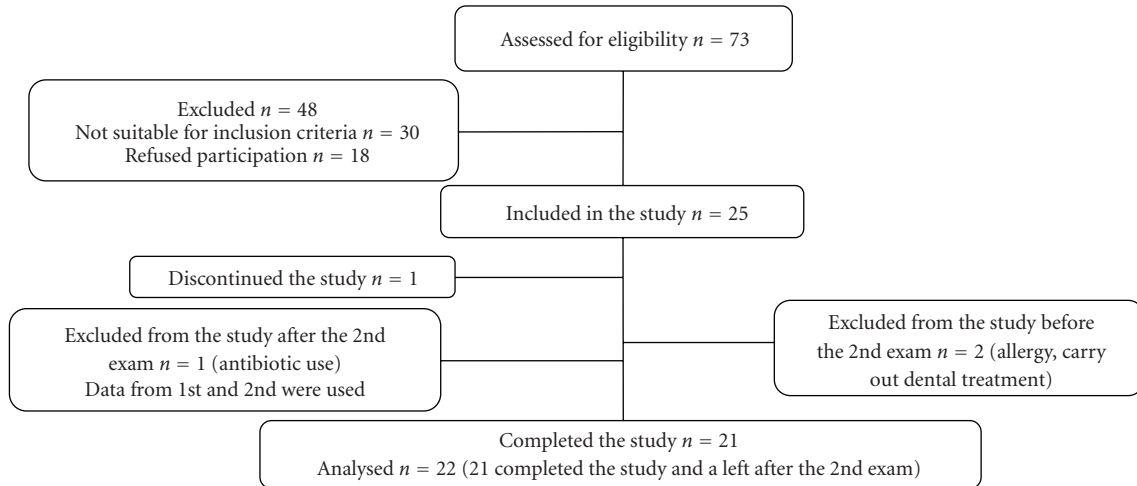 Assessed for eligibility n = 73
Excluded n = 48
Not suitable for inclusion criteria n = 30
Refused participation n = 18
Included in the study n = 25
Discontinued the study n = 1
Excluded from the study after the 2nd
exam n = 1 (antibiotic use)
Data from 1st and 2nd were used
Excluded from the study before
the 2nd exam n = 2 (allergy, carry
out dental treatment)
Completed the study n = 21
Analysed n = 22 (21 completed the study and a left after the 2nd exam)